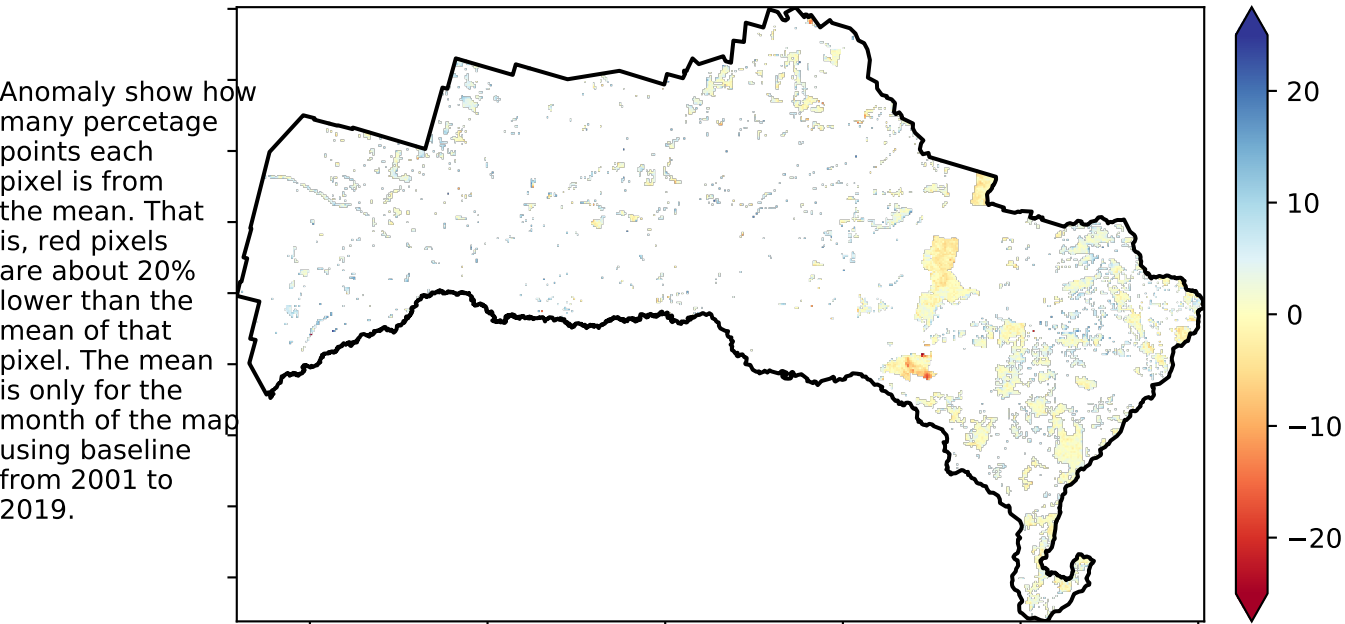 Anomaly show how
many percetage
points each
pixel is from
the mean. That
is, red pixels
are about 20%
lower than the
mean of that
pixel. The mean
is only for the
month of the map
using baseline
from 2001 to
2019.
20
10
0
−10
−20